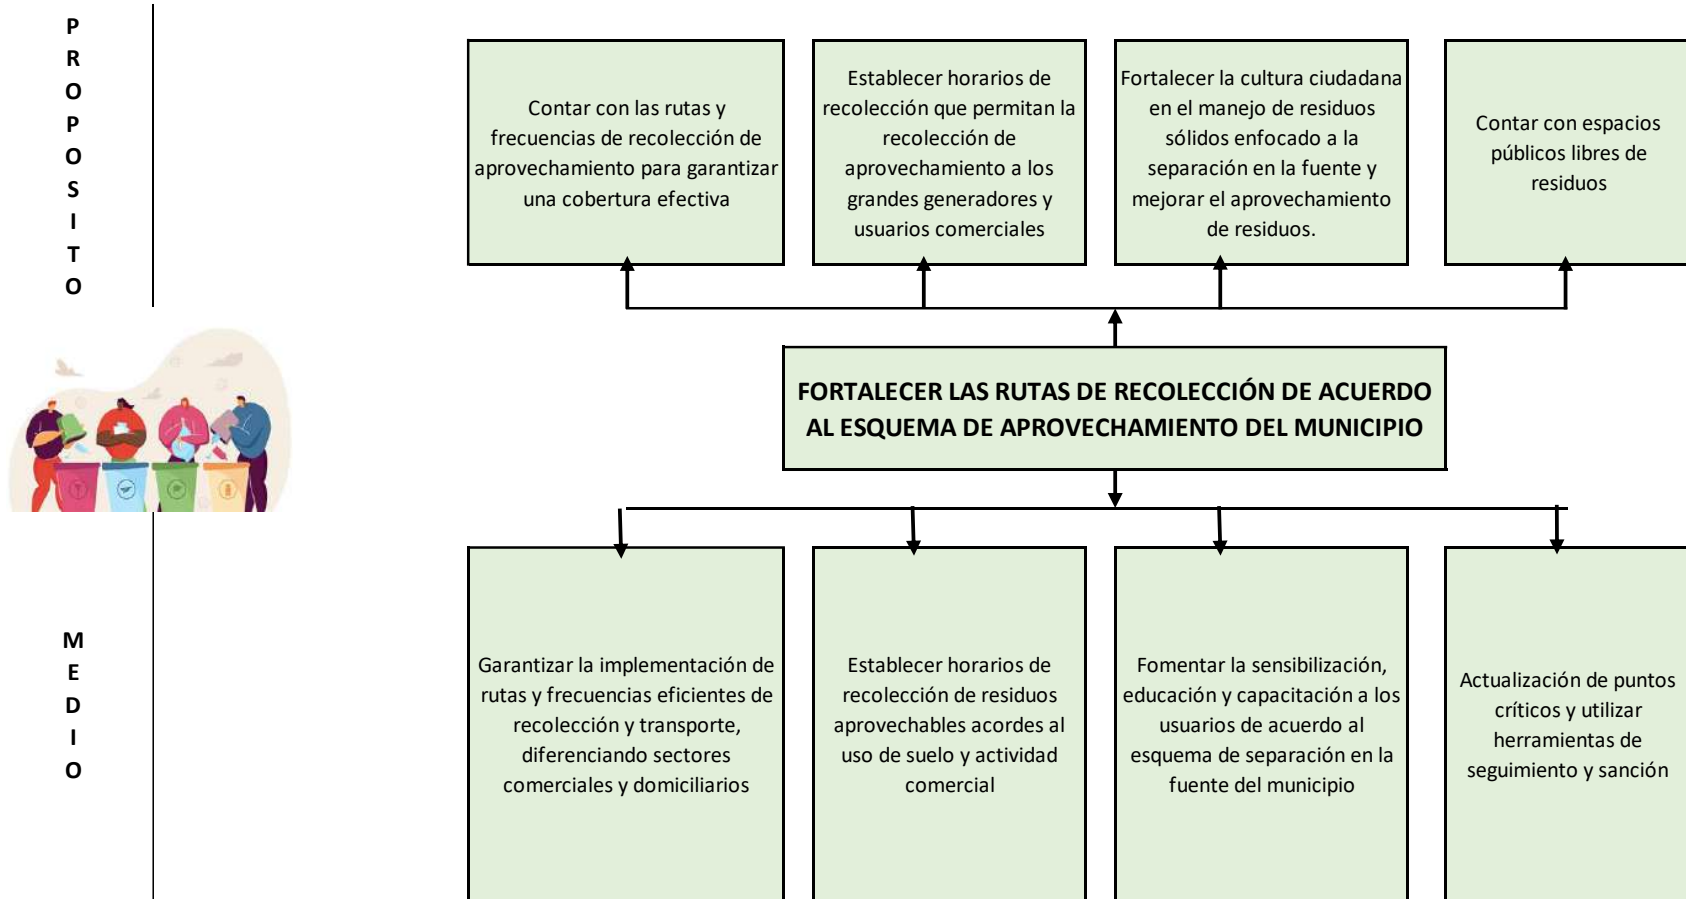 P
R
O
P
O
S
I
T
O
Contar con las rutas y
frecuencias de recolección de
aprovechamiento para garantizar
una cobertura efectiva
Establecer horarios de
recolección que permitan la
recolección de
aprovechamiento a los
grandes generadores y
usuarios comerciales
Fortalecer la cultura ciudadana
en el manejo de residuos
sólidos enfocado a la
separación en la fuente y
mejorar el aprovechamiento
de residuos.
Contar con espacios
públicos libres de
residuos
FORTALECER LAS RUTAS DE RECOLECCIÓN DE ACUERDO
AL ESQUEMA DE APROVECHAMIENTO DEL MUNICIPIO
M
E
D
I
O
Garantizar la implementación de
rutas y frecuencias eficientes de
recolección y transporte,
diferenciando sectores
comerciales y domiciliarios
Establecer horarios de
recolección de residuos
aprovechables acordes al
uso de suelo y actividad
comercial
Fomentar la sensibilización,
educación y capacitación a los
usuarios de acuerdo al
esquema de separación en la
fuente del municipio
Actualización de puntos
críticos y utilizar
herramientas de
seguimiento y sanción